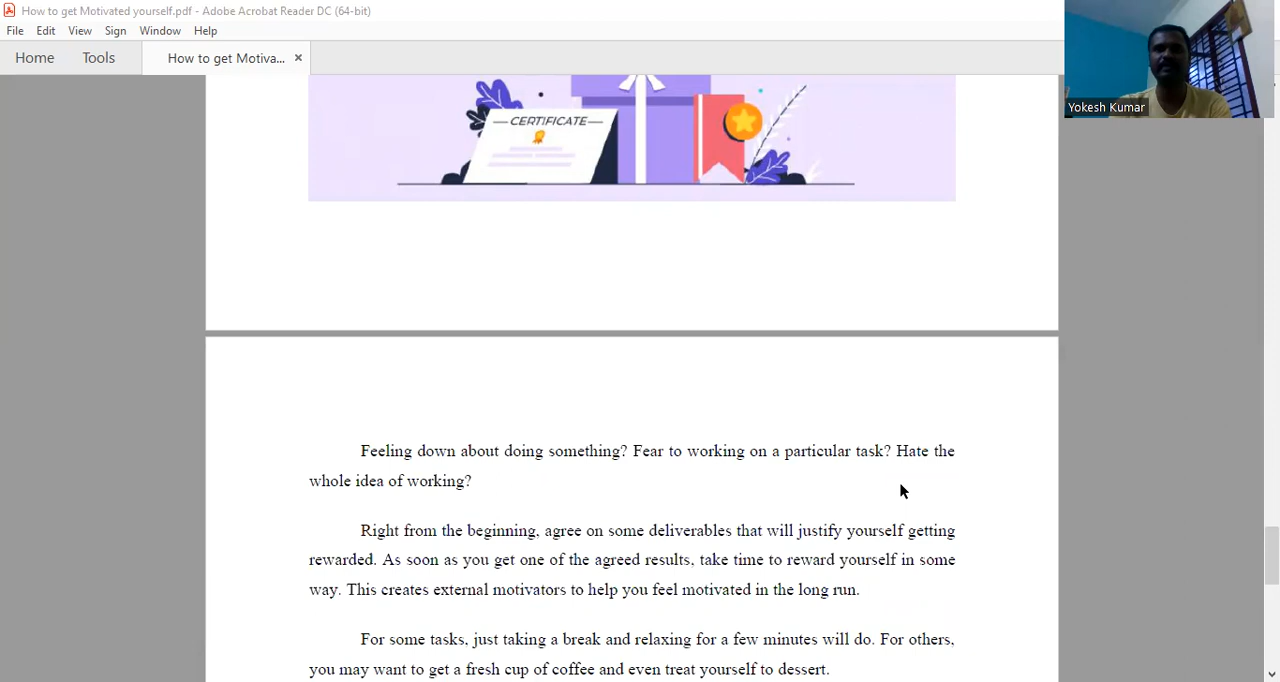 How to get Motivated yourself.pdf - Adobe Acrobat Reader DC (64-bit)
File Edit View Sign Window Help
Home Tools How to get Motiva... ×
Yokesh Kumar
CERTIFICATE
Feeling down about doing something? Fear to working on a particular task? Hate the
whole idea of working?
Right from the beginning, agree on some deliverables that will justify yourself getting
rewarded. As soon as you get one of the agreed results, take time to reward yourself in some
way. This creates external motivators to help you feel motivated in the long run.
For some tasks, just taking a break and relaxing for a few minutes will do. For others,
you may want to get a fresh cup of coffee and even treat yourself to dessert.